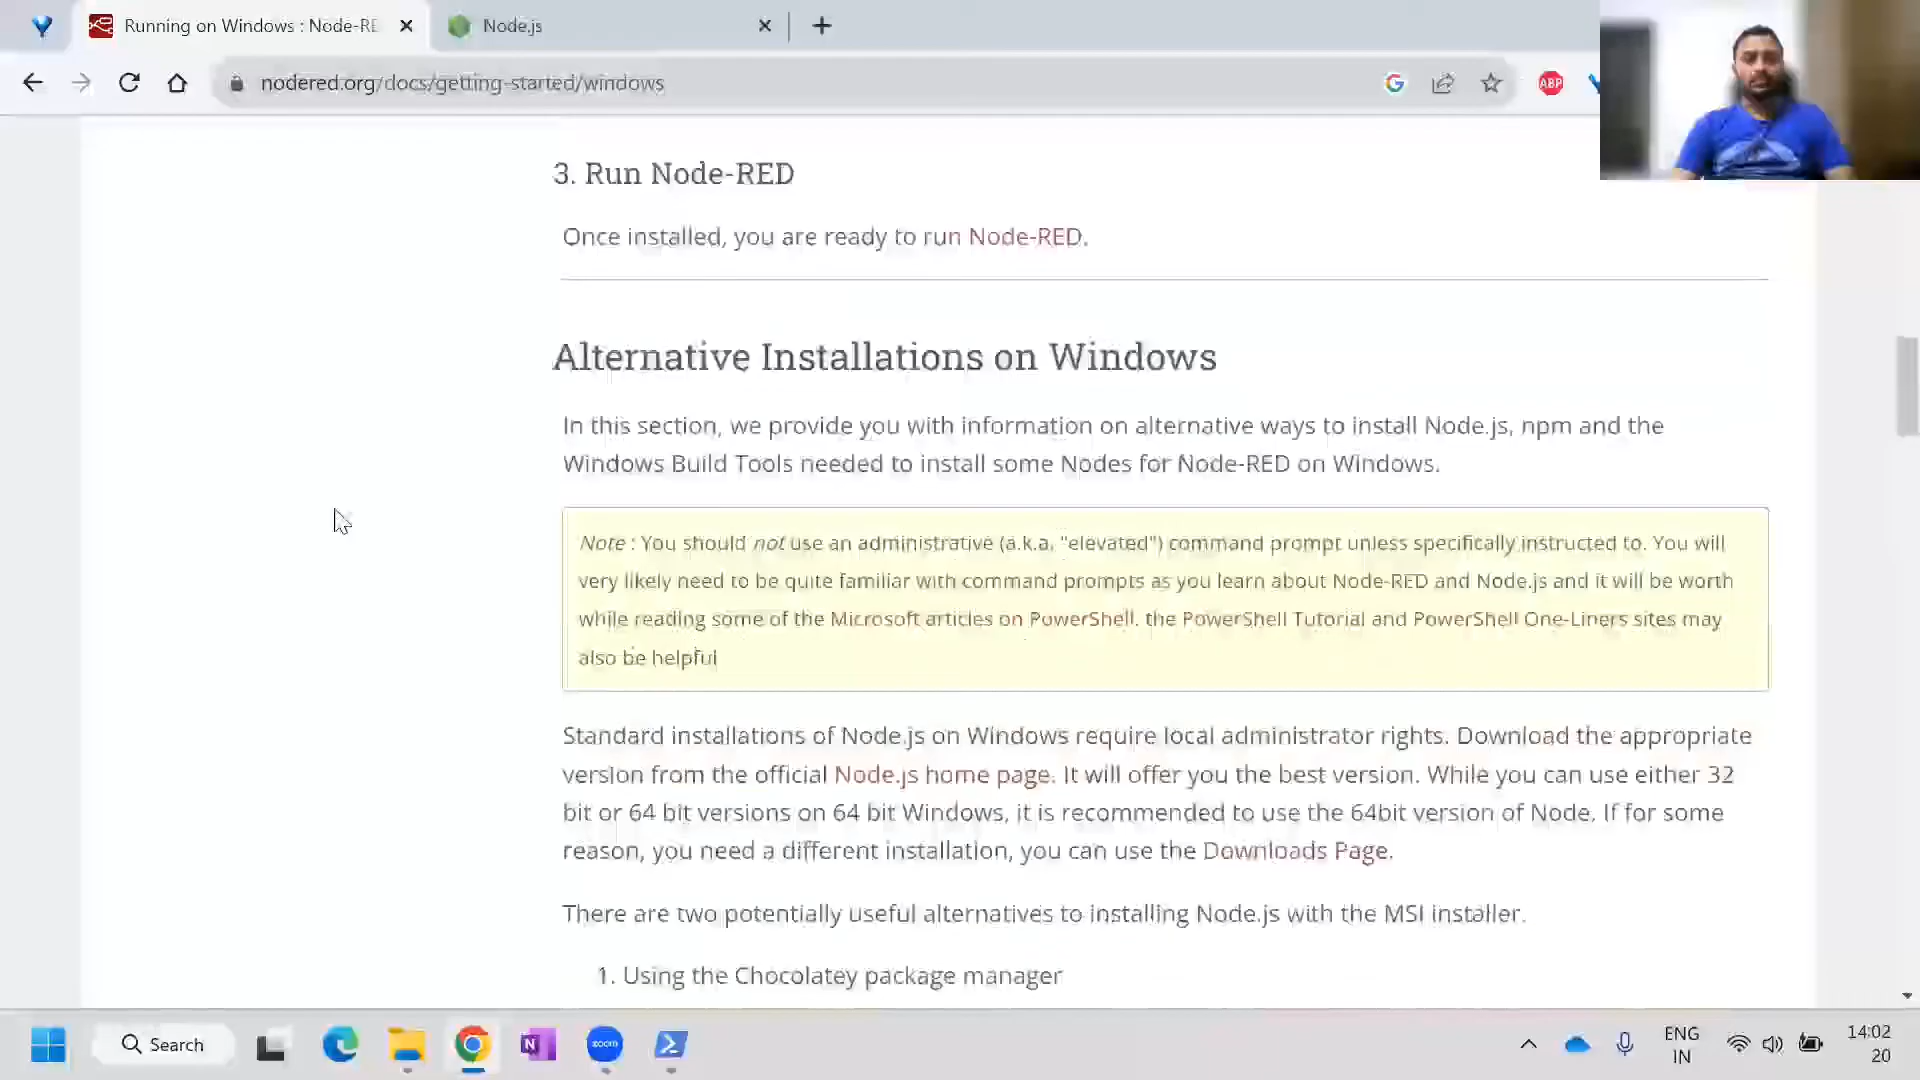 Running on Windows : Node-RE
Node.js
nodered.org/docs/getting-started/windows
ABP
3. Run Node-RED
Once installed, you are ready to run Node-RED.
Alternative Installations on Windows
In this section, we provide you with information on alternative ways to install Node.js, npm and the
Windows Build Tools needed to install some Nodes for Node-RED on Windows.
Note : You should not use an administrative (a.k.a. "elevated") command prompt unless specifically instructed to. You will
very likely need to be quite familiar with command prompts as you learn about Node-RED and Node.js and it will be worth
while reading some of the Microsoft articles on PowerShell. the PowerShell Tutorial and PowerShell One-Liners sites may
also be helpful
Standard installations of Node.js on Windows require local administrator rights. Download the appropriate
version from the official Node.js home page. It will offer you the best version. While you can use either 32
bit or 64 bit versions on 64 bit Windows, it is recommended to use the 64bit version of Node. If for some
reason, you need a different installation, you can use the Downloads Page.
There are two potentially useful alternatives to installing Node.js with the MSI installer.
1. Using the Chocolatey package manager
Search
N
zoom
ENG
IN
14:02
20